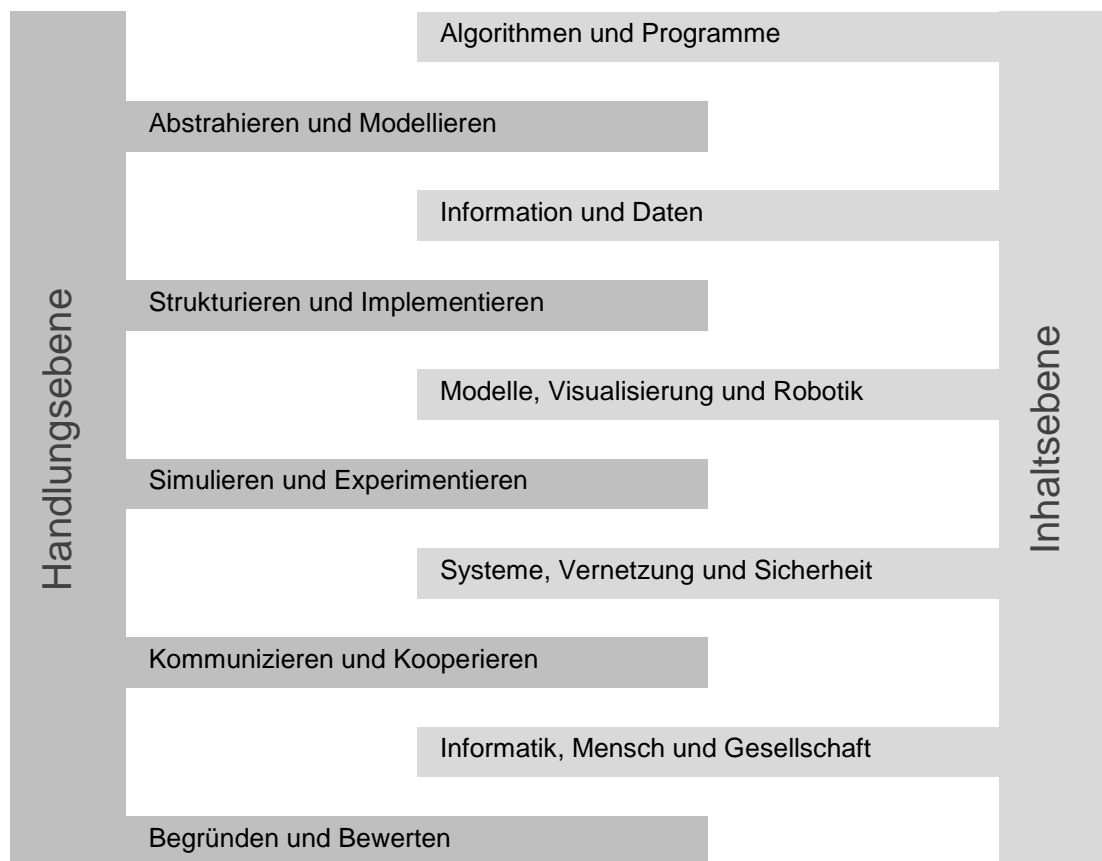 Algorithmen und Programme
Abstrahieren und Modellieren
Information und Daten
Strukturieren und Implementieren
Modelle, Visualisierung und Robotik
Simulieren und Experimentieren
Systeme, Vernetzung und Sicherheit
Kommunizieren und Kooperieren
Informatik, Mensch und Gesellschaft
Begründen und Bewerten
Handlungsebene
Inhaltsebene